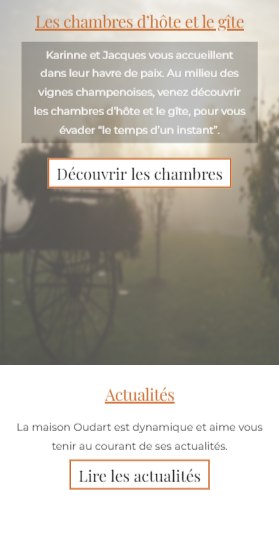 Les chambres d'hôte et le gîte
Karinne et Jacques vous accueillent
dans leur havre de paix. Au milieu des
vignes champenoises, venez découvrir
les chambres d'hôte et le gîte, pour vous
évader "le temps d'un instant".
Découvrir les chambres
Actualités
La maison Oudart est dynamique et aime vous
tenir au courant de ses actualités.
Lire les actualités